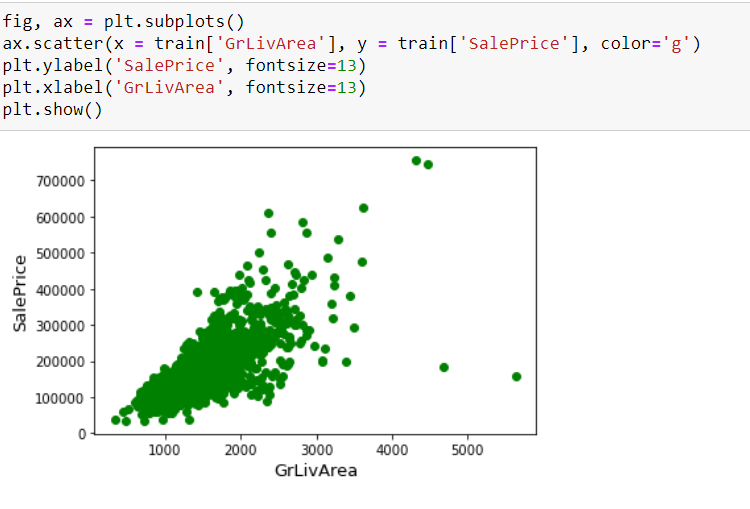 fig, ax = plt.subplots()
ax.scatter(x = train['GrLivArea'], y = train['SalePrice'], color='g')
plt.ylabel('SalePrice', fontsize=13)
plt.xlabel('GrLivArea', fontsize=13)
plt.show()
700000
600000
500000
400000
300000
200000
100000
0
SalePrice
1000 2000 3000 4000 5000
GrLivArea